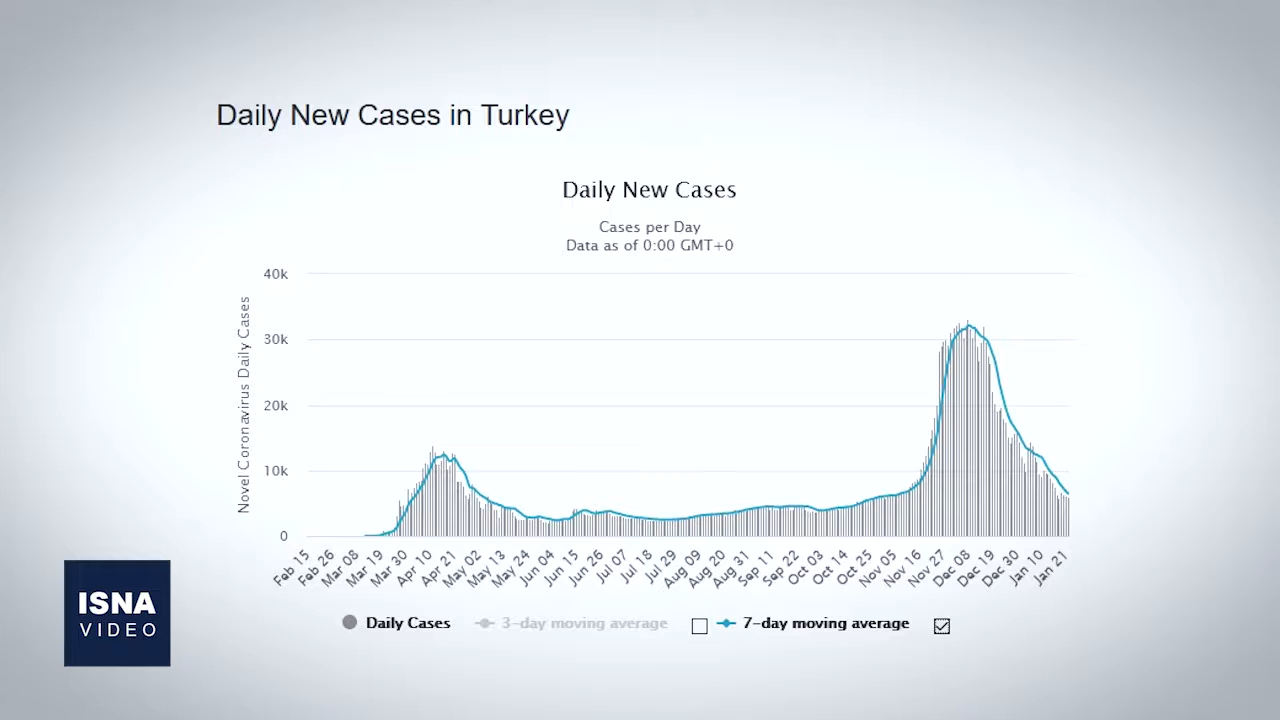 Daily New Cases in Turkey
Daily New Cases
Cases per Day
Data as of 0:00 GMT+0
Novel Coronavirus Daily Cases
40k
30k
20k
10k
0
Feb 15
Feb 26
Mar 08
Mar 19
Mar 30
Apr 10
Apr 21
May 02
May 13
May 24
Jun 04
Jun 15
Jun 26
Jul 07
Jul 18
Jul 29
Aug 09
Aug 20
Aug 31
Sep 11
Sep 22
Oct 03
Oct 14
Oct 25
Nov 05
Nov 16
Nov 27
Dec 08
Dec 19
Dec 30
Jan 10
Jan 21
Daily Cases 3-day moving average 7-day moving average
ISNA
VIDEO